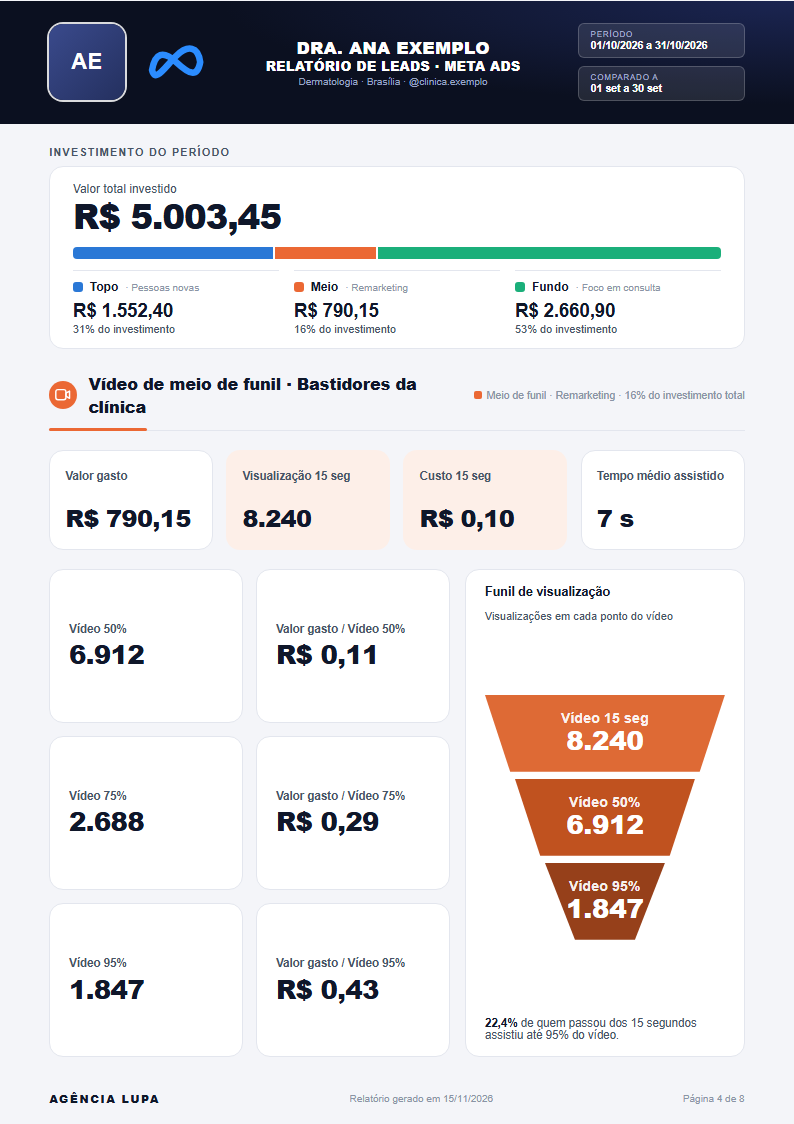 AE
DRA. ANA EXEMPLO
RELATÓRIO DE LEADS · META ADS
Dermatologia · Brasília · @clinica.exemplo
PERÍODO
01/10/2026 a 31/10/2026
COMPARADO A
01 set a 30 set
INVESTIMENTO DO PERÍODO
Valor total investido
R$ 5.003,45
Topo · Pessoas novas
R$ 1.552,40
31% do investimento
Meio · Remarketing
R$ 790,15
16% do investimento
Fundo · Foco em consulta
R$ 2.660,90
53% do investimento
Vídeo de meio de funil · Bastidores da
clínica
Meio de funil · Remarketing · 16% do investimento total
Valor gasto
R$ 790,15
Visualização 15 seg
8.240
Custo 15 seg
R$ 0,10
Tempo médio assistido
7 s
Vídeo 50%
6.912
Valor gasto / Vídeo 50%
R$ 0,11
Vídeo 75%
2.688
Valor gasto / Vídeo 75%
R$ 0,29
Vídeo 95%
1.847
Valor gasto / Vídeo 95%
R$ 0,43
Funil de visualização
Visualizações em cada ponto do vídeo
Vídeo 15 seg
8.240
Vídeo 50%
6.912
Vídeo 95%
1.847
22,4% de quem passou dos 15 segundos
assistiu até 95% do vídeo.
AGÊNCIA LUPA
Relatório gerado em 15/11/2026
Página 4 de 8